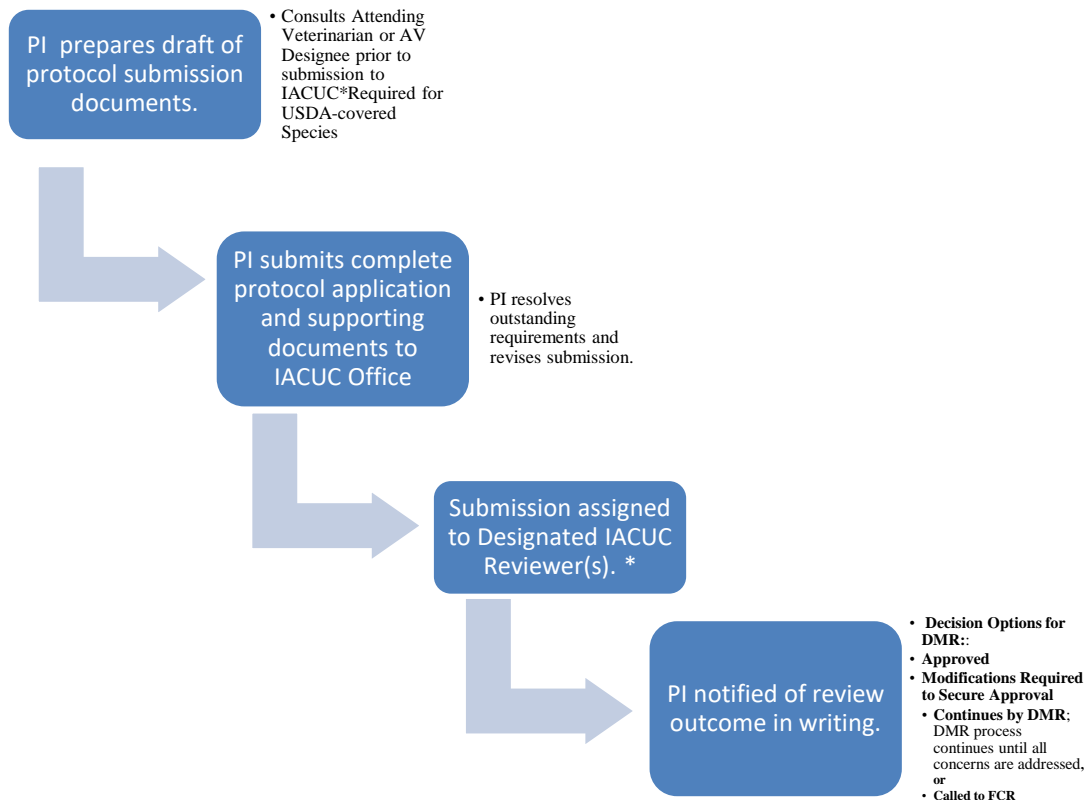 PI  prepares draft of
protocol submission
documents.
• Consults Attending
Veterinarian or AV
Designee prior to
submission to
IACUC*Required for
USDA-covered
Species
PI submits complete
protocol application
and supporting
documents to
IACUC Office
• PI resolves
outstanding
requirements and
revises submission.
Submission assigned
to Designated IACUC
Reviewer(s). *
PI notified of review
outcome in writing.
• Decision Options for
DMR::
• Approved
• Modifications Required
to Secure Approval
• Continues by DMR;
DMR process
continues until all
concerns are addressed,
or
• Called to FCR